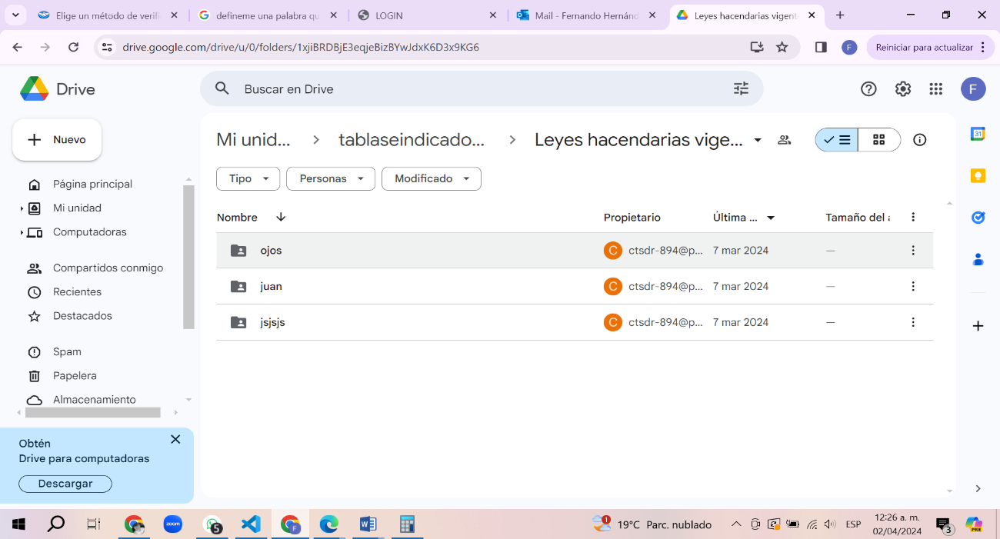 Elige un método de verifi
defineme una palabra qu
LOGIN
Mail - Fernando Hernánd
Leyes hacendarias vigent
drive.google.com/drive/u/0/folders/1xjiBRDBjE3eqjeBizBYwJdxK6D3x9KG6
F
Reiniciar para actualizar
Drive
Buscar en Drive
F
Nuevo
Mi unid...
tablaseindicado...
Leyes hacendarias vige...
31
Tipo
Personas
Modificado
Página principal
Mi unidad
Computadoras
Compartidos conmigo
Recientes
Destacados
Spam
Papelera
Almacenamiento
Nombre
Propietario
Última ...
Tamaño del a
ojos
C
ctsdr-894@p...
7 mar 2024
—
juan
C
ctsdr-894@p...
7 mar 2024
—
jsjsjs
C
ctsdr-894@p...
7 mar 2024
—
Obtén
Drive para computadoras
Descargar
zoom
5
F
1
19°C Parc. nublado
ESP
12:26 a. m.
02/04/2024
3
PRE